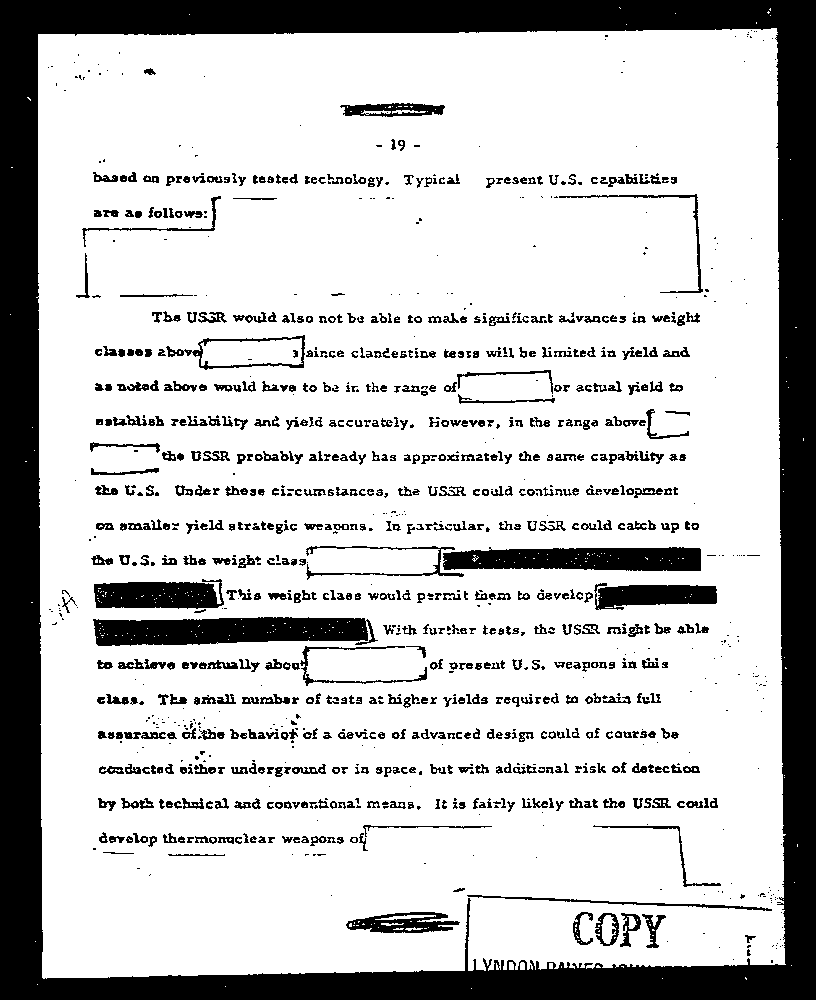 - 19 -
based on previously tested technology. Typical present U.S. capabilities
are as follows:
The USSR would also not be able to make significant advances in weight
classes above since clandestine tests will be limited in yield and
as noted above would have to be in the range of or actual yield to
establish reliability and yield accurately. However, in the range above
the USSR probably already has approximately the same capability as
the U.S. Under these circumstances, the USSR could continue development
on smaller yield strategic weapons. In particular, the USSR could catch up to
the U.S. in the weight class
This weight class would permit them to develop
With further tests, the USSR might be able
to achieve eventually about of present U.S. weapons in this
class. The small number of tests at higher yields required to obtain full
assurance of the behavior of a device of advanced design could of course be
conducted either underground or in space, but with additional risk of detection
by both technical and conventional means. It is fairly likely that the USSR could
develop thermonuclear weapons of
COPY
LYNDON BAINES